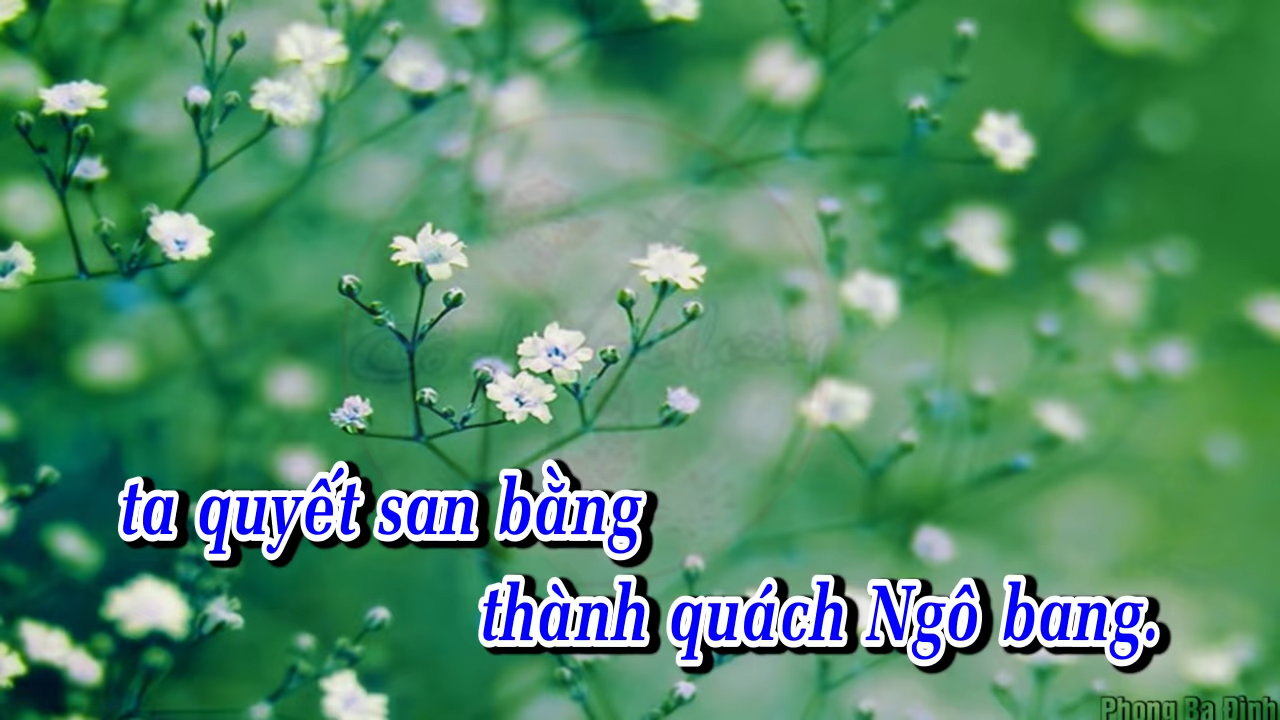 ta quyết san bằng
thành quách Ngô bang.
Phong Ba Đình